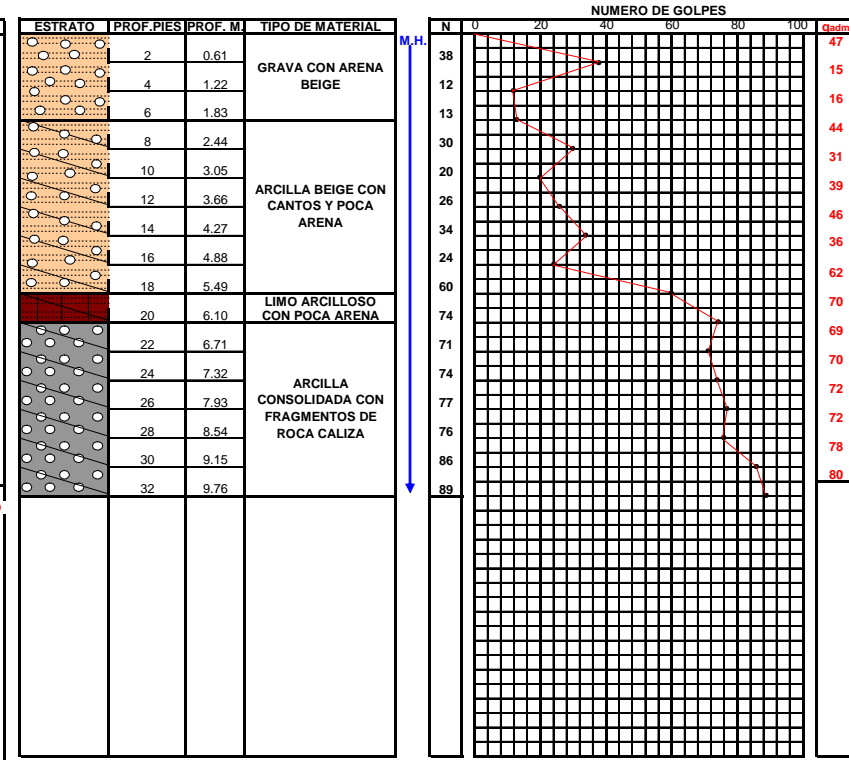 NUMERO DE GOLPES
ESTRATO PROF.PIES PROF. M. TIPO DE MATERIAL N 0 20 40 60 80 100 Qadm
M.H. 47
2 0.61 38
GRAVA CON ARENA
BEIGE
15
4 1.22 12
16
6 1.83 13
44
8 2.44 30
31
10 3.05 20
39
ARCILLA BEIGE CON
CANTOS Y POCA
ARENA
12 3.66 26
46
14 4.27 34
36
16 4.88 24
62
18 5.49 60
70
LIMO ARCILLOSO
CON POCA ARENA
20 6.10 74
69
22 6.71 71
70
24 7.32 74
72
ARCILLA
CONSOLIDADA CON
FRAGMENTOS DE
ROCA CALIZA
26 7.93 77
72
28 8.54 76
78
30 9.15 86
80
32 9.76 89